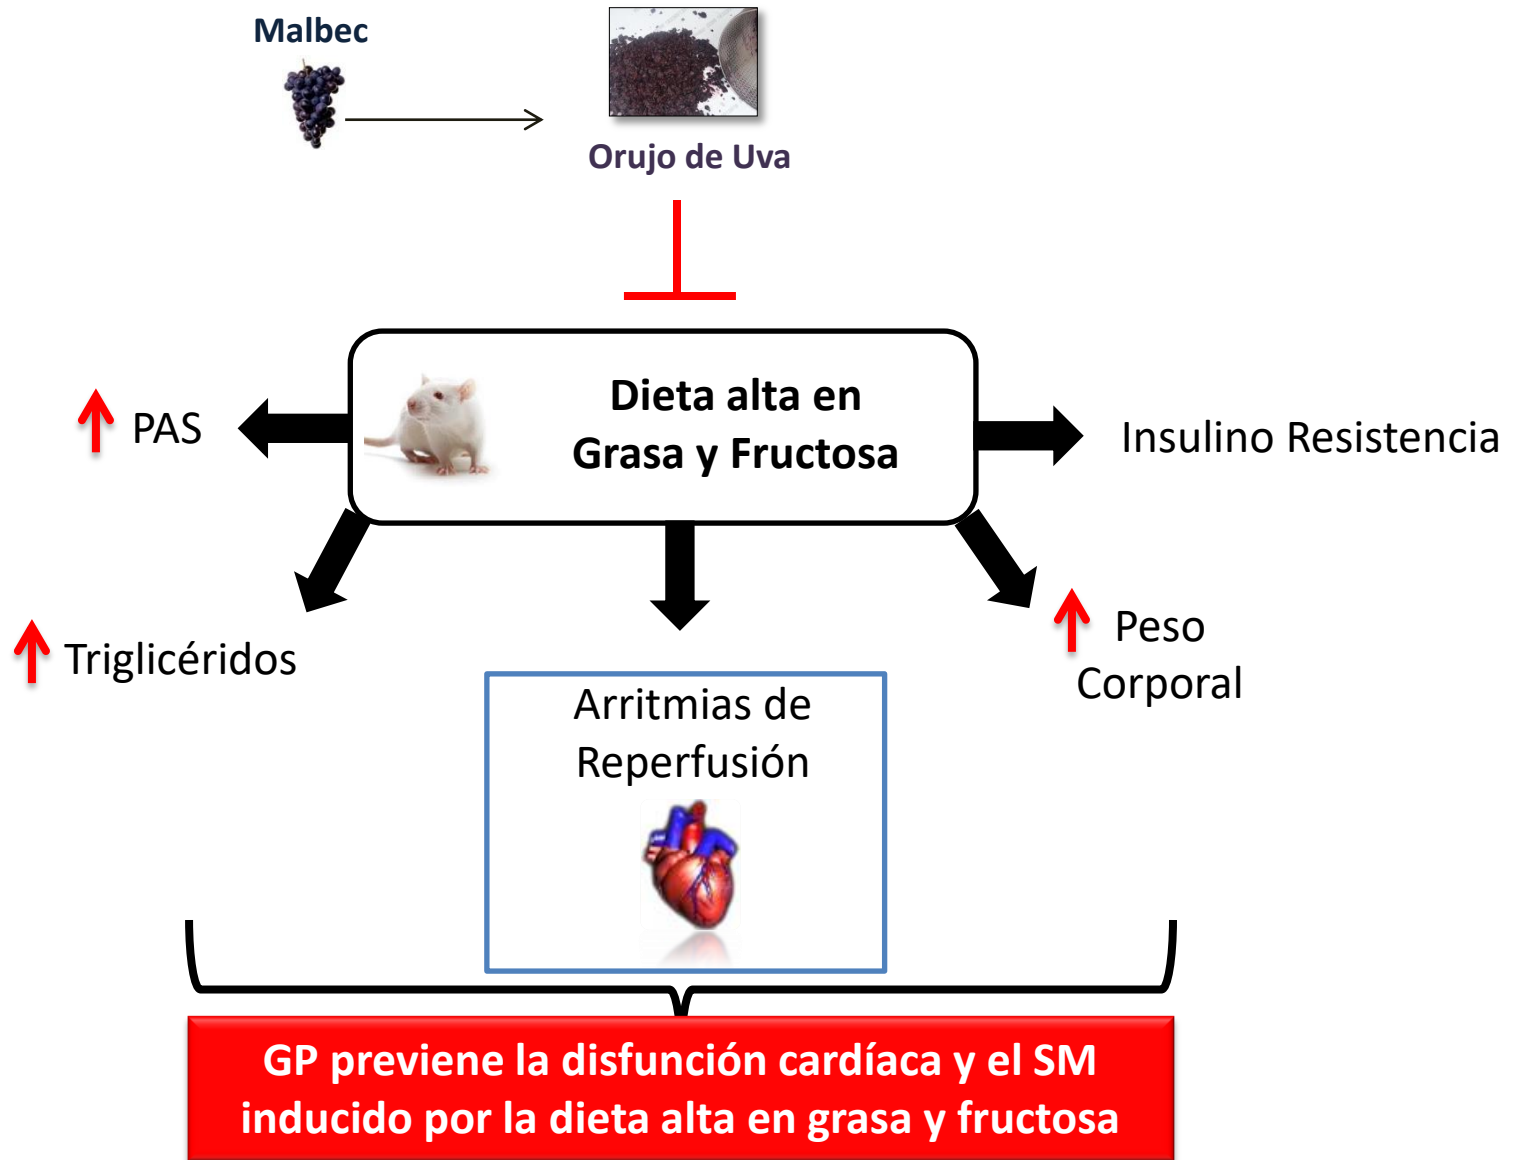 Malbec
Orujo de Uva
Dieta alta en
Grasa y Fructosa
PAS
Insulino Resistencia
Triglicéridos
Peso
Corporal
Arritmias de
Reperfusión
GP previene la disfunción cardíaca y el SM
inducido por la dieta alta en grasa y fructosa